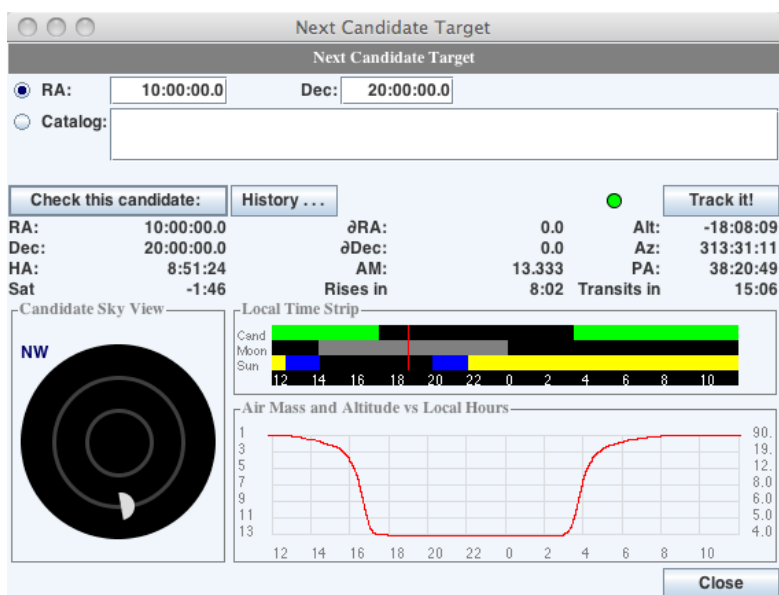 Next Candidate Target
Next Candidate Target
RA: 10:00:00.0 Dec: 20:00:00.0
Catalog:
Check this candidate: History . . . Track it!
RA: 10:00:00.0 ∂RA: 0.0 Alt: -18:08:09
Dec: 20:00:00.0 ∂Dec: 0.0 Az: 313:31:11
HA: 8:51:24 AM: 13.333 PA: 38:20:49
Sat -1:46 Rises in 8:02 Transits in 15:06
Candidate Sky View
NW
Local Time Strip
Cand
Moon
Sun
12 14 16 18 20 22 0 2 4 6 8 10
Air Mass and Altitude vs Local Hours
1 90.
3 19.
5 12.
7 8.0
9 6.0
11 5.0
13 4.0
12 14 16 18 20 22 0 2 4 6 8 10
Close